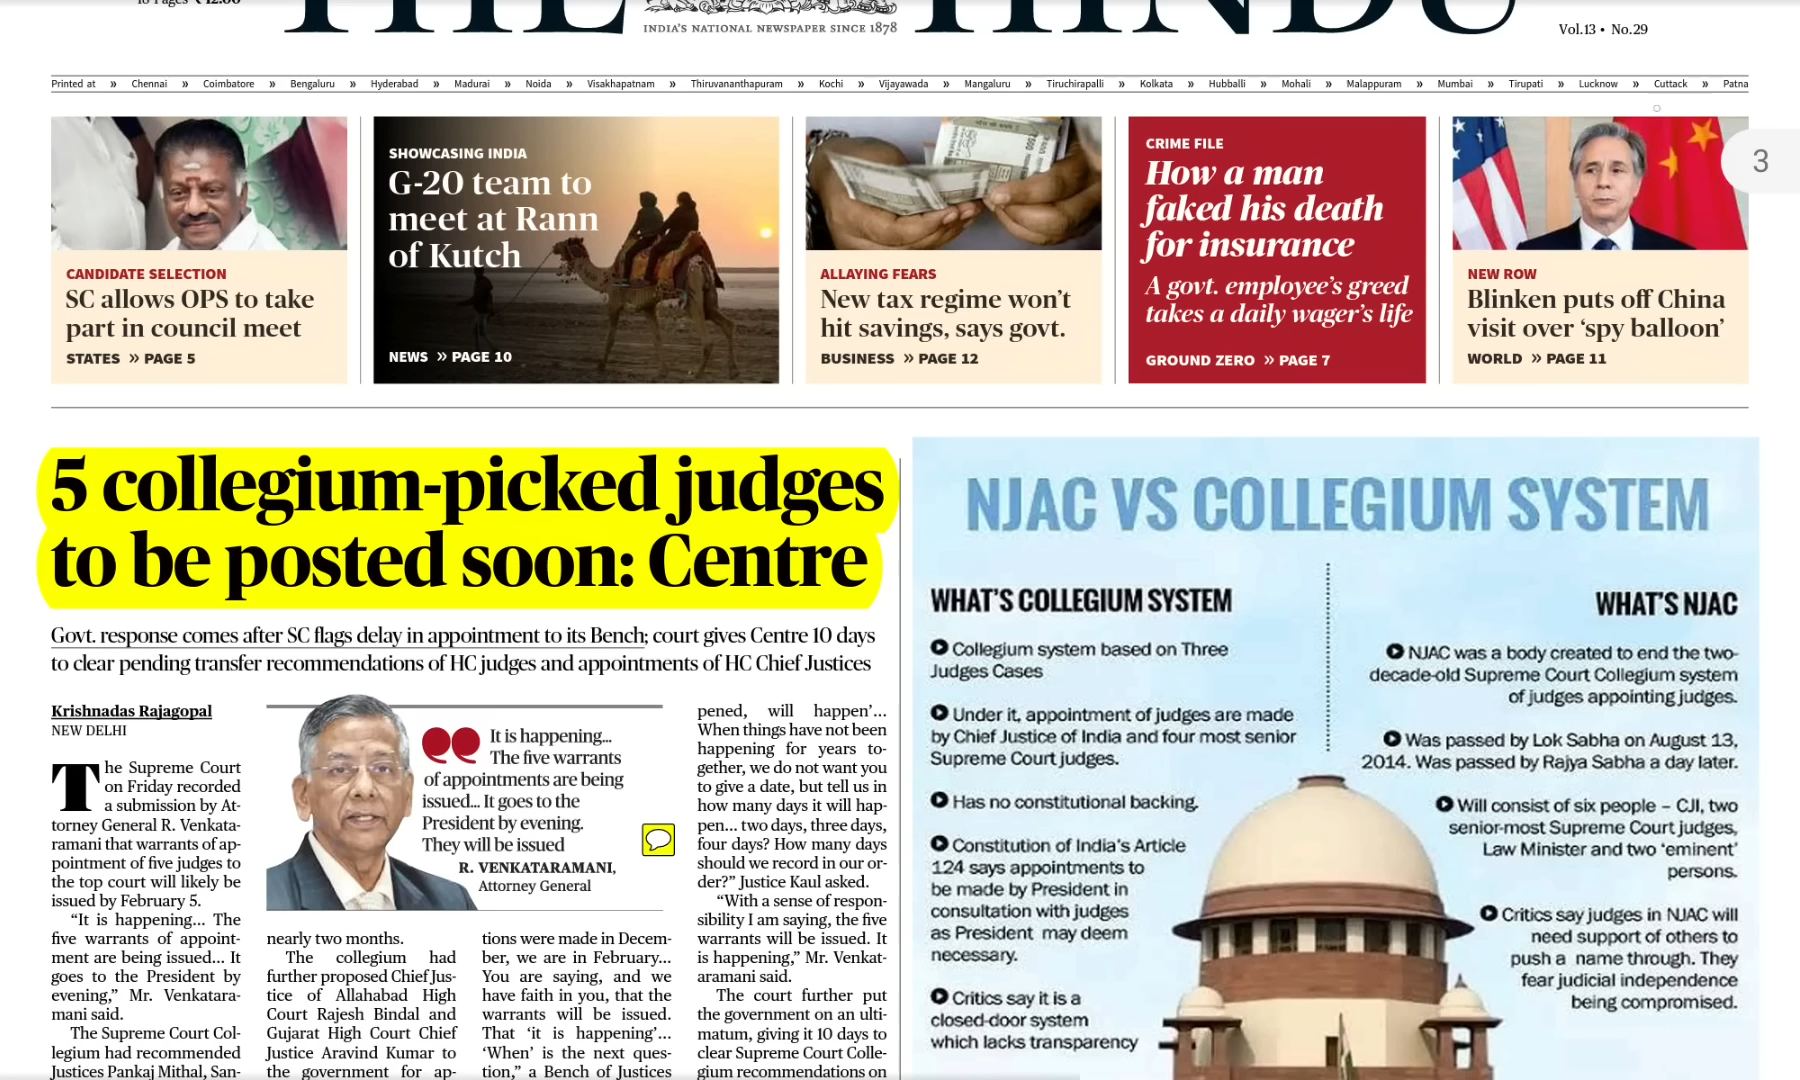 18 Pages ₹12.00
THE HINDU
INDIA'S NATIONAL NEWSPAPER SINCE 1878
Vol.13 • No.29
Printed at » Chennai » Coimbatore » Bengaluru » Hyderabad » Madurai » Noida » Visakhapatnam » Thiruvananthapuram » Kochi » Vijayawada » Mangaluru » Tiruchirapalli » Kolkata » Hubballi » Mohali » Malappuram » Mumbai » Tirupati » Lucknow » Cuttack » Patna
3
CANDIDATE SELECTION
SC allows OPS to take
part in council meet
STATES » PAGE 5
SHOWCASING INDIA
G-20 team to
meet at Rann
of Kutch
NEWS » PAGE 10
ALLAYING FEARS
New tax regime won't
hit savings, says govt.
BUSINESS » PAGE 12
CRIME FILE
How a man
faked his death
for insurance
A govt. employee's greed
takes a daily wager's life
GROUND ZERO » PAGE 7
NEW ROW
Blinken puts off China
visit over 'spy balloon'
WORLD » PAGE 11
5 collegium-picked judges
to be posted soon: Centre
Govt. response comes after SC flags delay in appointment to its Bench; court gives Centre 10 days
to clear pending transfer recommendations of HC judges and appointments of HC Chief Justices
Krishnadas Rajagopal
NEW DELHI
The Supreme Court
on Friday recorded
a submission by At-
torney General R. Venkata-
ramani that warrants of ap-
pointment of five judges to
the top court will likely be
issued by February 5.
"It is happening... The
five warrants of appoint-
ment are being issued... It
goes to the President by
evening," Mr. Venkatara-
mani said.
The Supreme Court Col-
legium had recommended
Justices Pankaj Mithal, San-
It is happening...
The five warrants
of appointments are being
issued... It goes to the
President by evening.
They will be issued
R. VENKATARAMANI,
Attorney General
nearly two months.
The collegium had
further proposed Chief Jus-
tice of Allahabad High
Court Rajesh Bindal and
Gujarat High Court Chief
Justice Aravind Kumar to
the government for ap-
tions were made in Decem-
ber, we are in February...
You are saying, and we
have faith in you, that the
warrants will be issued.
That 'it is happening'...
'When' is the next ques-
tion," a Bench of Justices
pened, will happen'...
When things have not been
happening for years to-
gether, we do not want you
to give a date, but tell us in
how many days it will hap-
pen... two days, three days,
four days? How many days
should we record in our or-
der?" Justice Kaul asked.
"With a sense of respon-
sibility I am saying, the five
warrants will be issued. It
is happening," Mr. Venkat-
aramani said.
The court further put
the government on an ulti-
matum, giving it 10 days to
clear Supreme Court Colle-
gium recommendations on
NJAC VS COLLEGIUM SYSTEM
WHAT'S COLLEGIUM SYSTEM
Collegium system based on Three
Judges Cases
Under it, appointment of judges are made
by Chief Justice of India and four most senior
Supreme Court judges.
Has no constitutional backing.
Constitution of India's Article
124 says appointments to
be made by President in
consultation with judges
as President may deem
necessary.
Critics say it is a
closed-door system
which lacks transparency
WHAT'S NJAC
NJAC was a body created to end the two-
decade-old Supreme Court Collegium system
of judges appointing judges.
Was passed by Lok Sabha on August 13,
2014. Was passed by Rajya Sabha a day later.
Will consist of six people – CJI, two
senior-most Supreme Court judges,
Law Minister and two 'eminent'
persons.
Critics say judges in NJAC will
need support of others to
push a name through. They
fear judicial independence
being compromised.